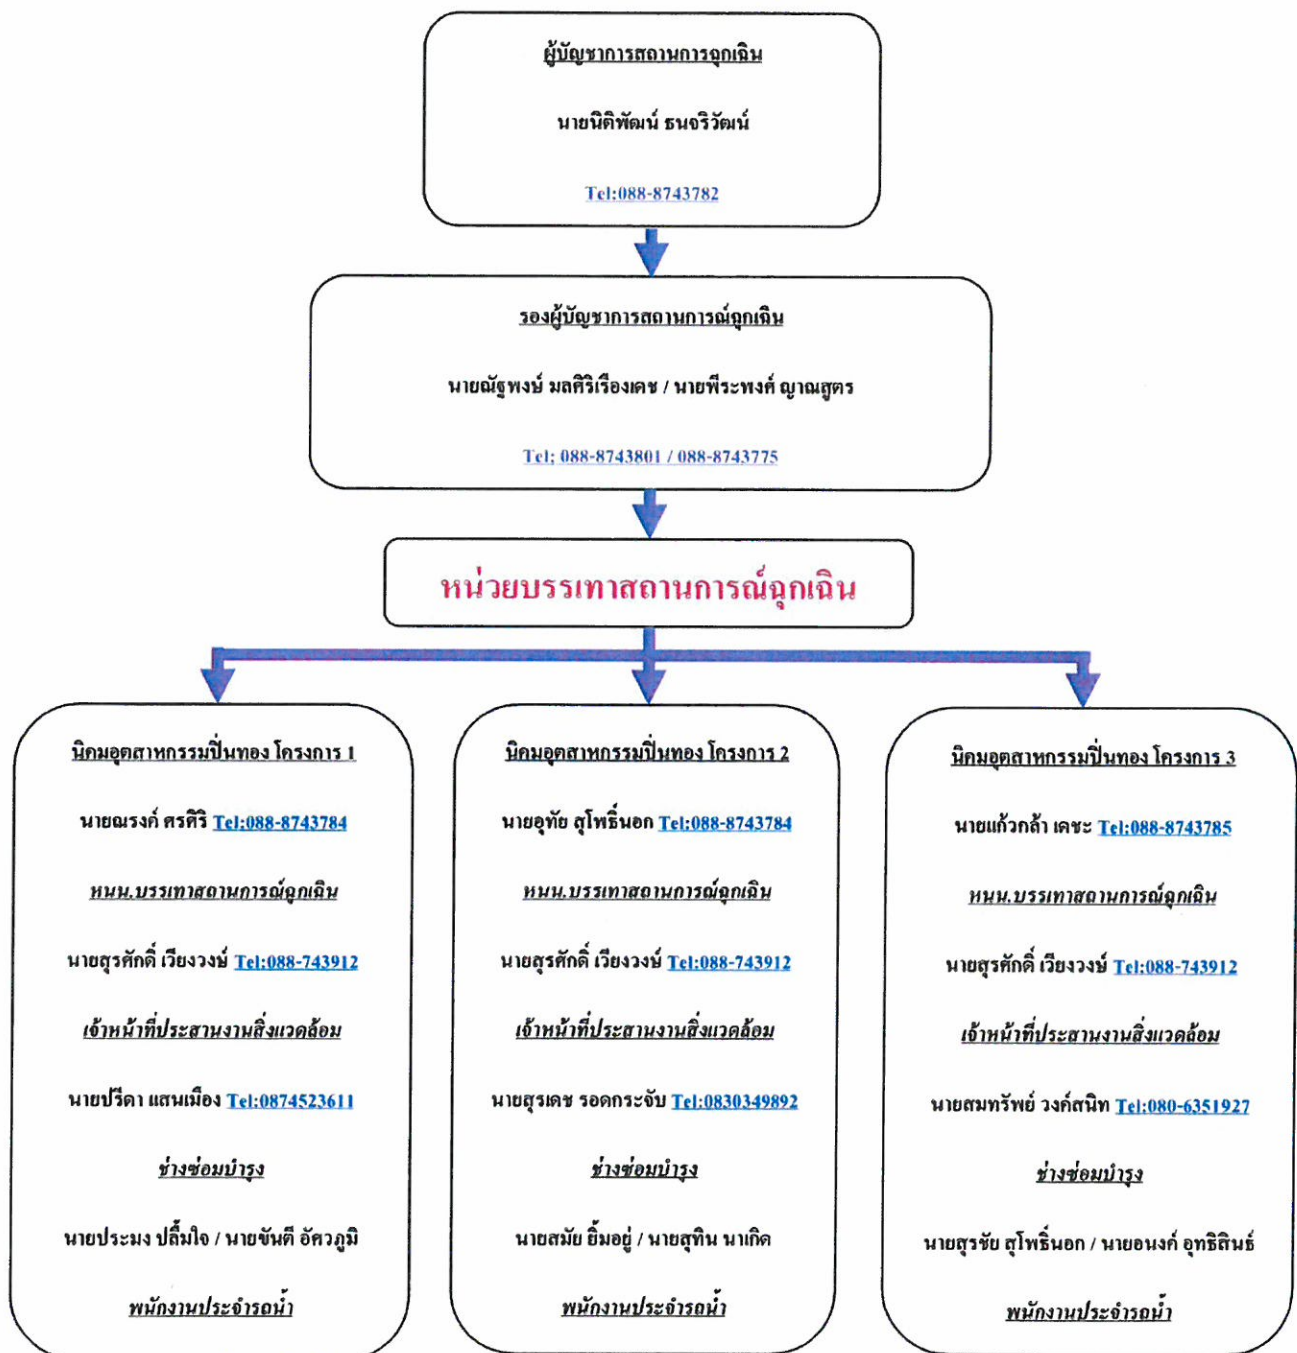 ผู้บัญชาการสถานการฉุกเฉิน
นายนิติพัฒน์ ธนจริวัฒน์
Tel:088-8743782
รองผู้บัญชาการสถานการณ์ฉุกเฉิน
นายณัฐพงษ์ มลศิริเรืองเดช / นายพีระพงศ์ ญาณสูตร
Tel; 088-8743801 / 088-8743775
หน่วยบรรเทาสถานการณ์ฉุกเฉิน
นิคมอุตสาหกรรมปิ่นทอง โครงการ 1
นายณรงค์ ศรศิริ Tel:088-8743784
หนน.บรรเทาสถานการณ์ฉุกเฉิน
นายสุรศักดิ์ เวียงวงษ์ Tel:088-743912
เจ้าหน้าที่ประสานงานสิ่งแวดล้อม
นายปรีดา แสนเมือง Tel:0874523611
ช่างซ่อมบำรุง
นายประมง ปลื้มใจ / นายขันตี อัศวภูมิ
พนักงานประจำรถน้ำ
นิคมอุตสาหกรรมปิ่นทอง โครงการ 2
นายอุทัย สุโพธิ์นอก Tel:088-8743784
หนน.บรรเทาสถานการณ์ฉุกเฉิน
นายสุรศักดิ์ เวียงวงษ์ Tel:088-743912
เจ้าหน้าที่ประสานงานสิ่งแวดล้อม
นายสุรเดช รอดกระจับ Tel:0830349892
ช่างซ่อมบำรุง
นายสมัย ยิ้มอยู่ / นายสุทิน นาเกิด
พนักงานประจำรถน้ำ
นิคมอุตสาหกรรมปิ่นทอง โครงการ 3
นายแก้วกล้า เดชะ Tel:088-8743785
หนน.บรรเทาสถานการณ์ฉุกเฉิน
นายสุรศักดิ์ เวียงวงษ์ Tel:088-743912
เจ้าหน้าที่ประสานงานสิ่งแวดล้อม
นายสมทรัพย์ วงค์สนิท Tel:080-6351927
ช่างซ่อมบำรุง
นายสุรชัย สุโพธิ์นอก / นายอนงค์ อุทธิสินธ์
พนักงานประจำรถน้ำ